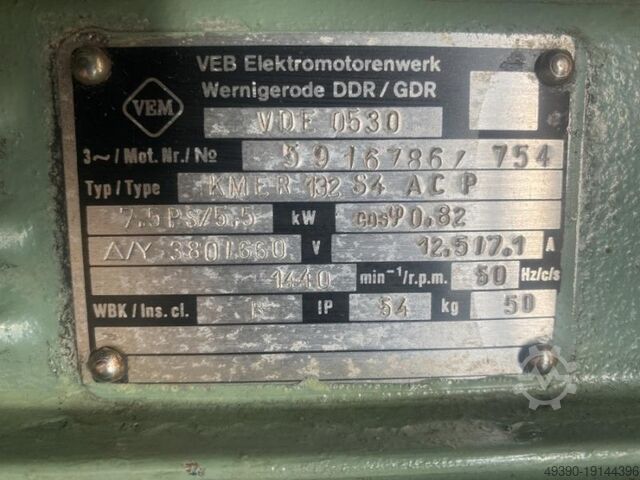 VEB Elektromotorenwerk
Wernigerode DDR / GDR
VEM
VDE 0530
3~/ Mot. Nr./ No 5916786/ 754
Typ / Type KMER 132 S4 AC P
7.5PS/5.5 kW cosφ 0.82
Δ/Y 380/660 V 12.5/7.1 A
1440 min⁻¹/r.p.m. 50 Hz/c/s
WBK / Ins. cl. IP 54 kg 50
49390-19144396